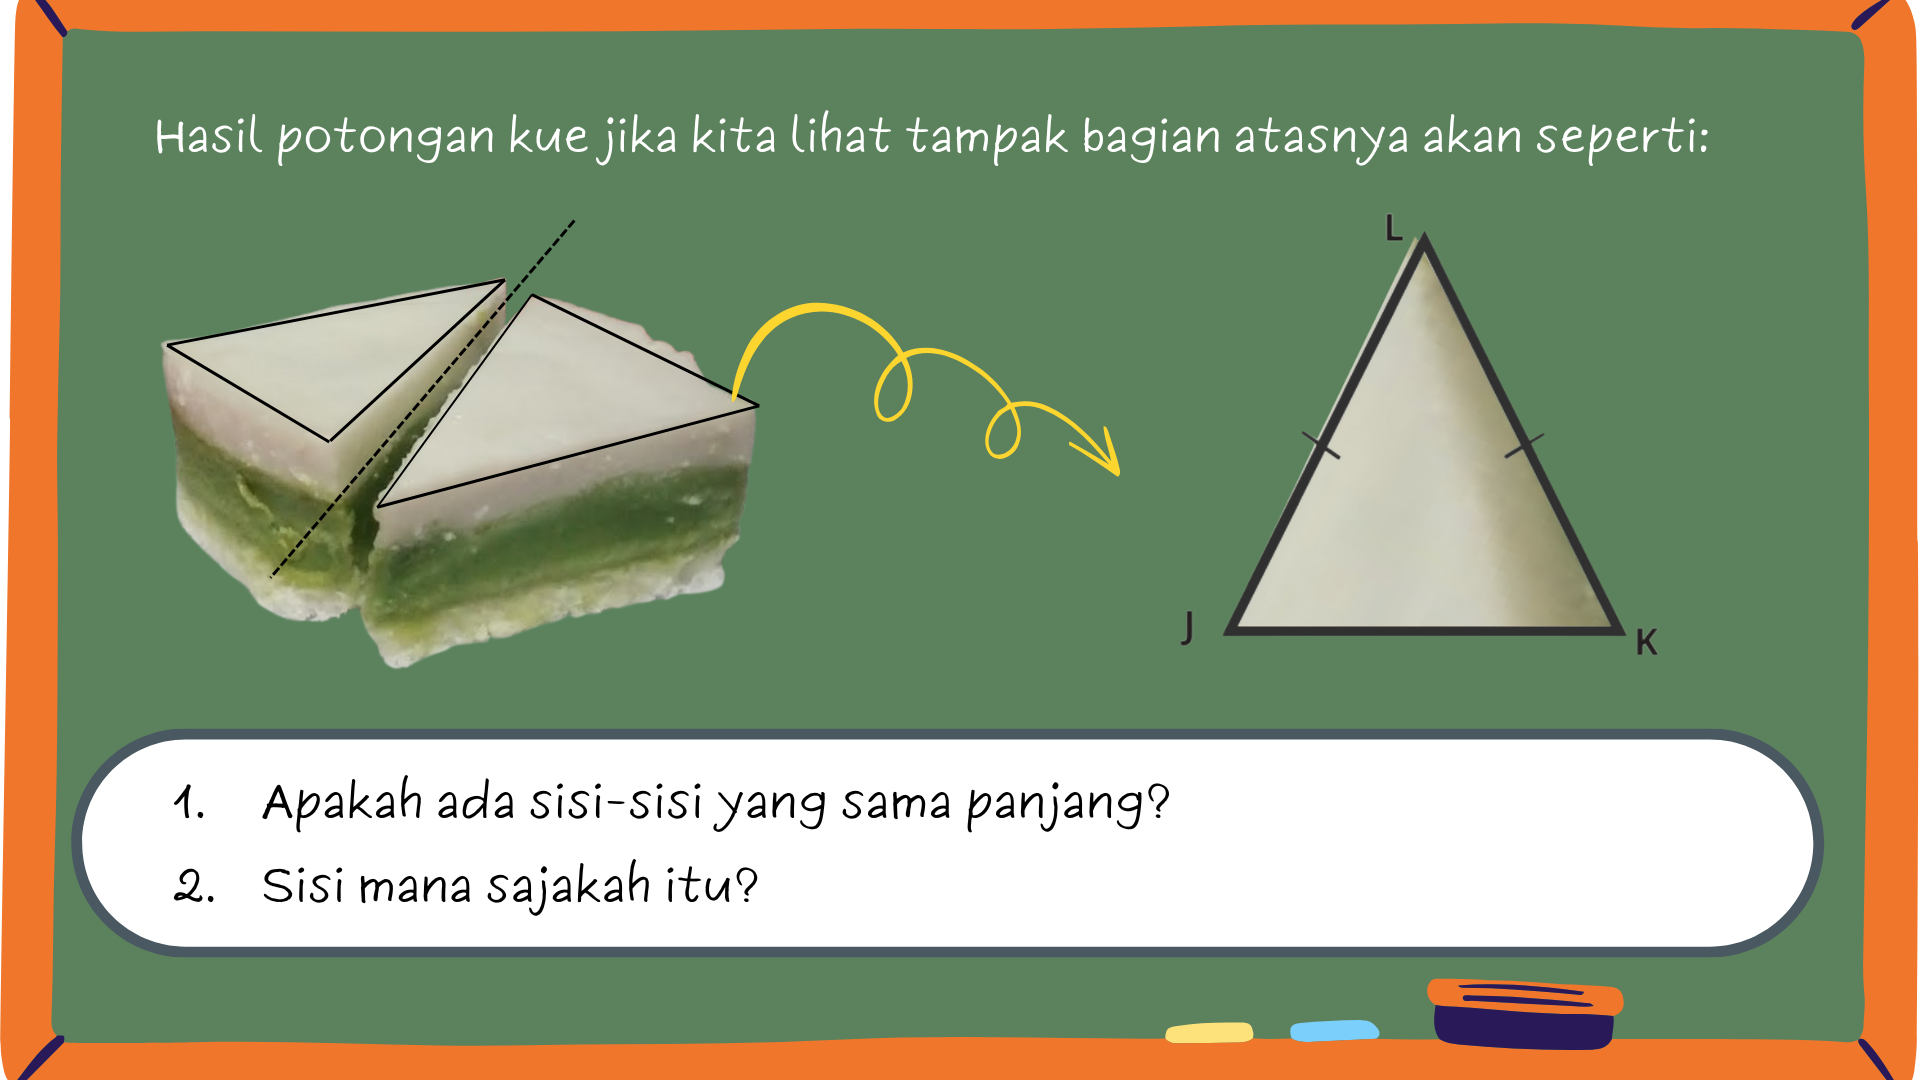 Hasil potongan kue jika kita lihat tampak bagian atasnya akan seperti:
L
J
K
1. Apakah ada sisi-sisi yang sama panjang?
2. Sisi mana sajakah itu?